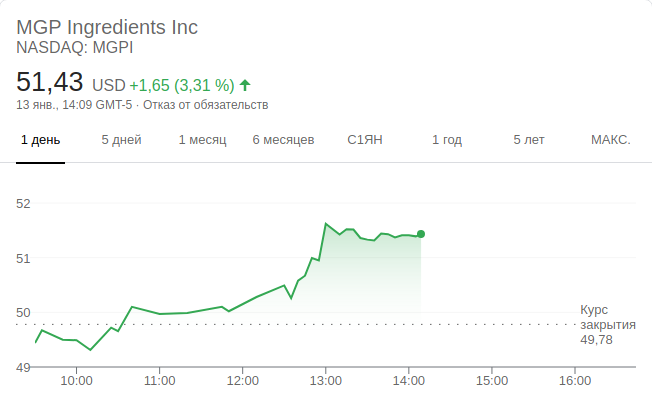 MGP Ingredients Inc
NASDAQ: MGPI
51,43 USD +1,65 (3,31 %)
13 янв., 14:09 GMT-5 · Отказ от обязательств
1 день 5 дней 1 месяц 6 месяцев С1ЯН 1 год 5 лет МАКС.
52
51
50
Курс
закрытия
49,78
49
10:00 11:00 12:00 13:00 14:00 15:00 16:00